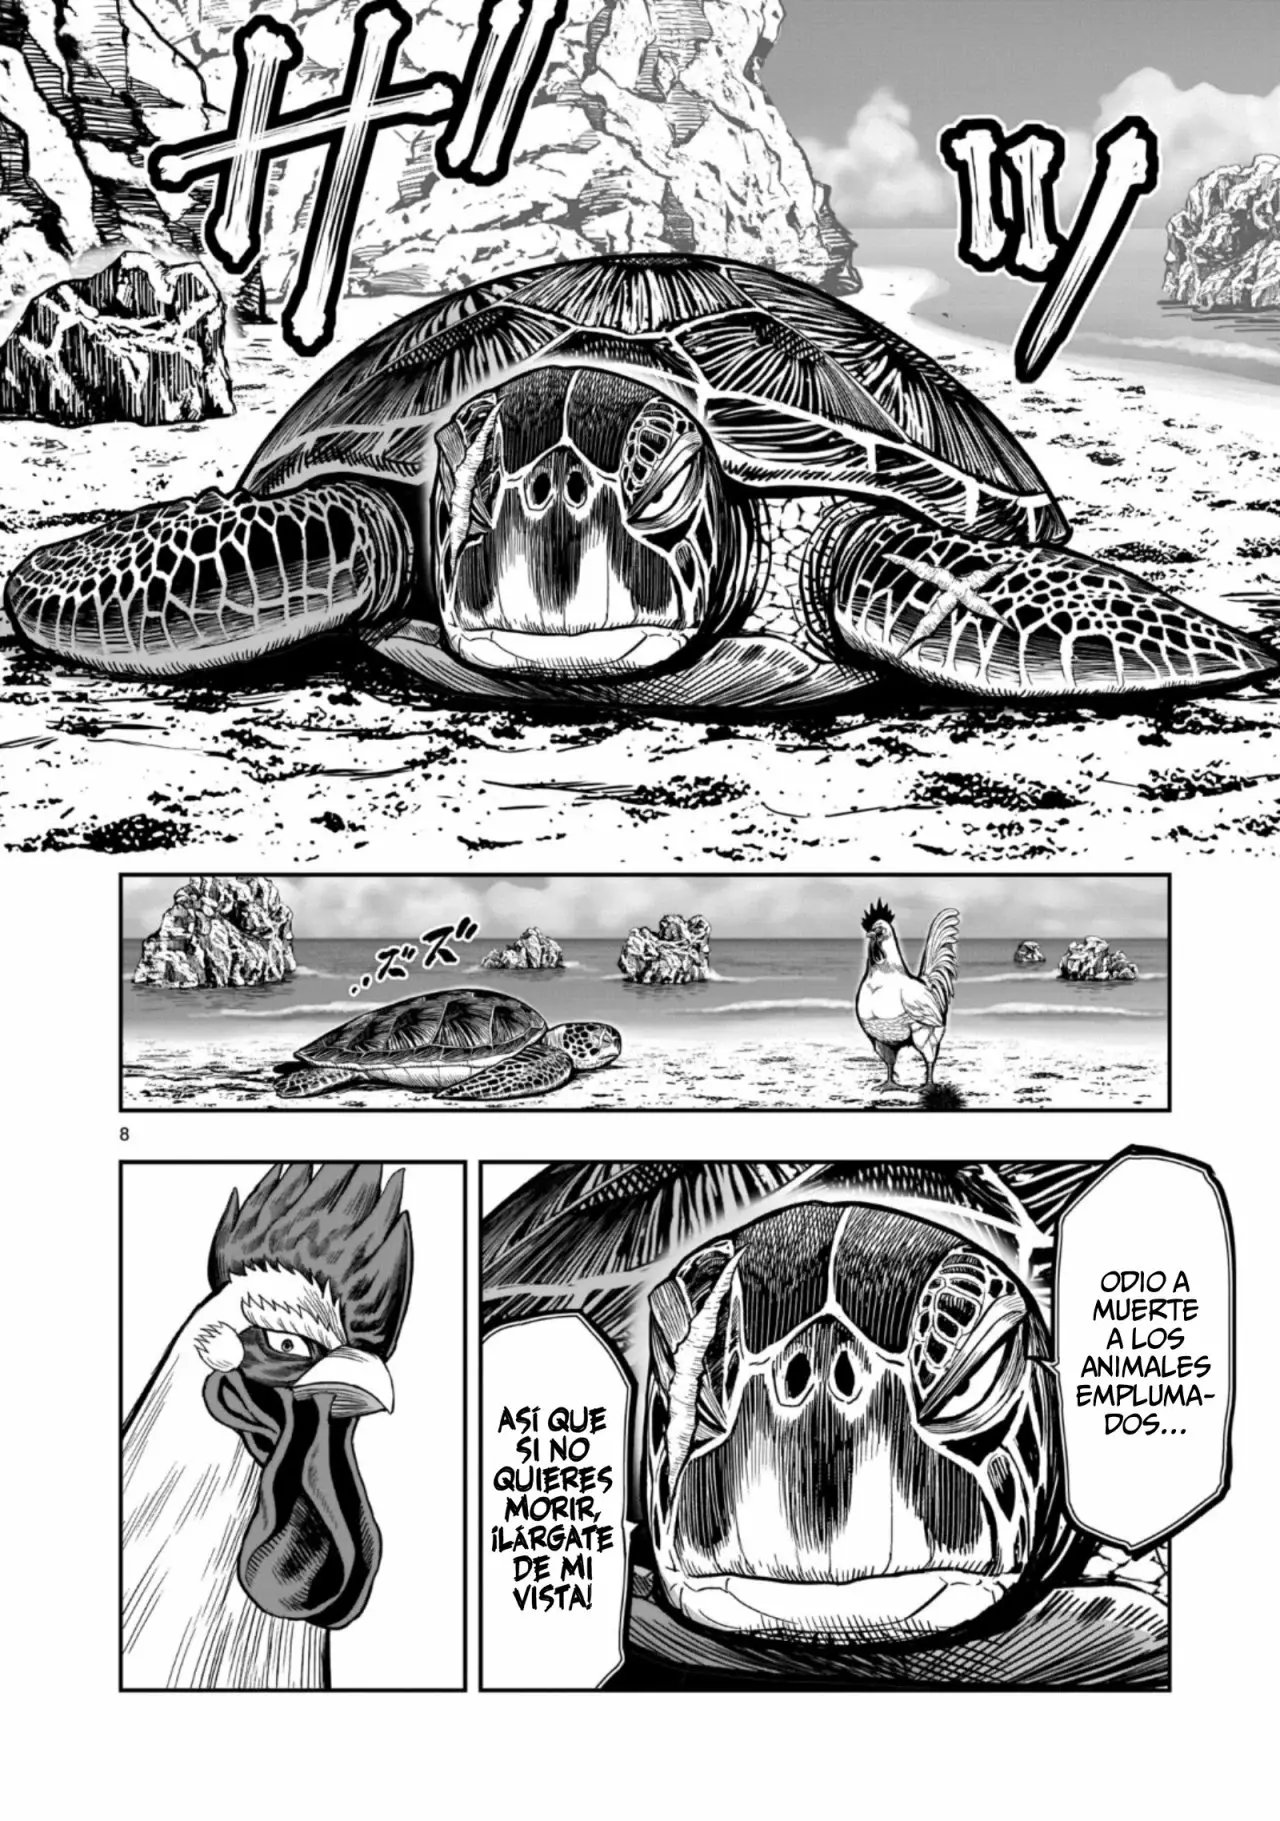 ザッ
ズズ...
8
ODIO A
MUERTE
A LOS
ANIMALES
EMPLUMA-
DOS...
ASÍ QUE
SI NO
QUIERES
MORIR,
¡LÁRGATE
DE MI
VISTA!